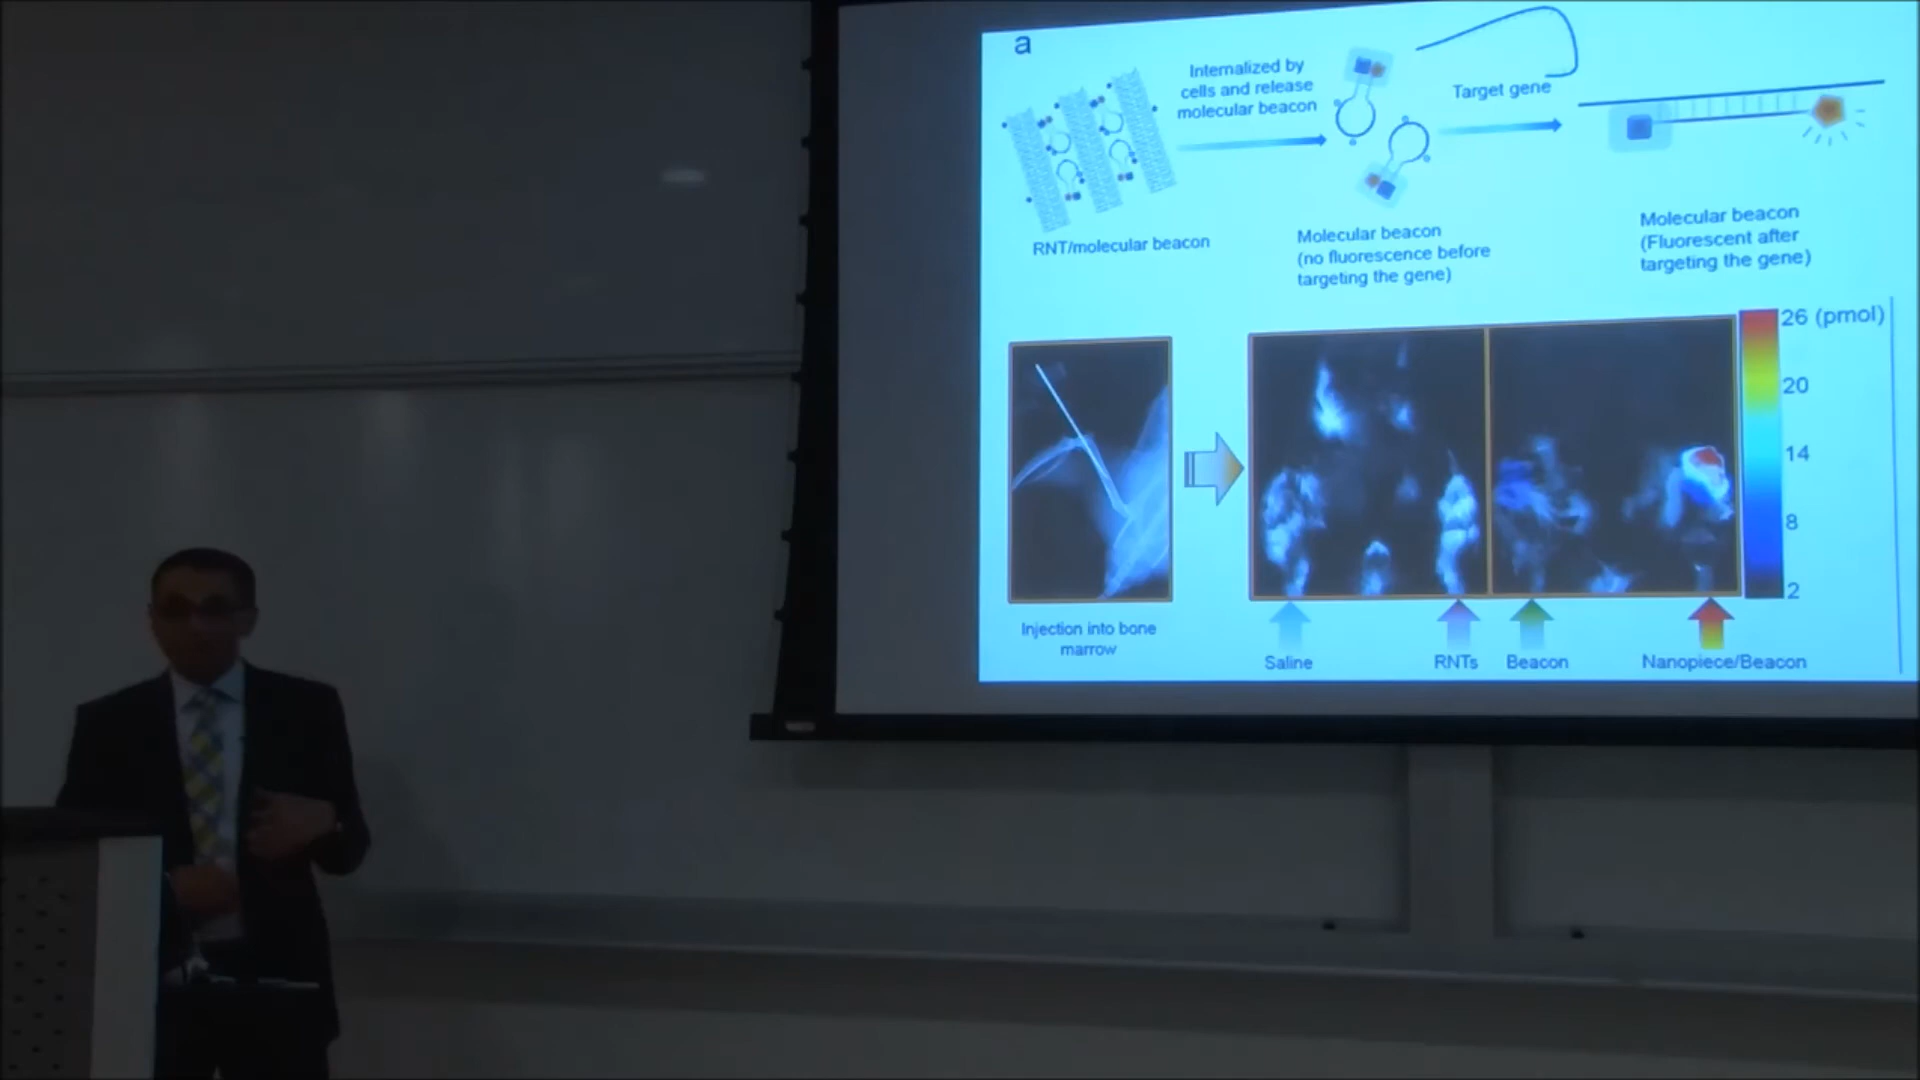 a
Internalized by
cells and release
molecular beacon
Target gene
RNT/molecular beacon
Molecular beacon
(no fluorescence before
targeting the gene)
Molecular beacon
(Fluorescent after
targeting the gene)
26 (pmol)
20
14
8
2
Injection into bone
marrow
Saline
RNTs
Beacon
Nanopiece/Beacon